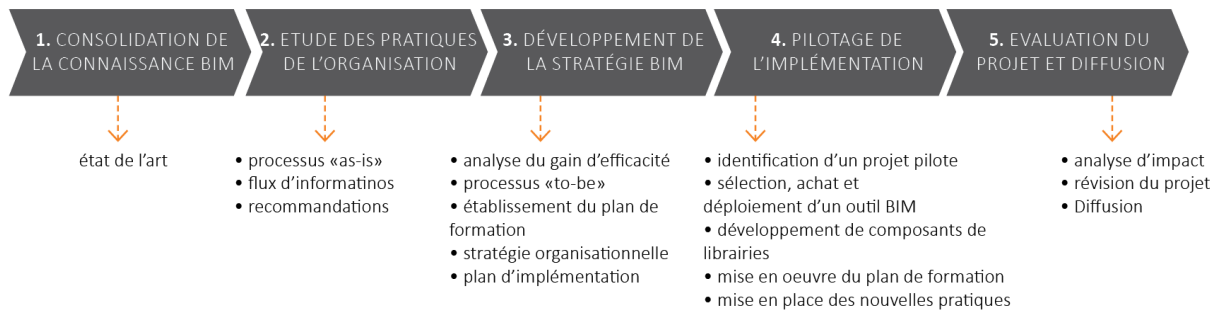 1. CONSOLIDATION DE
LA CONNAISSANCE BIM
2. ETUDE DES PRATIQUES
DE L'ORGANISATION
3. DÉVELOPPEMENT DE
LA STRATÉGIE BIM
4. PILOTAGE DE
L'IMPLÉMENTATION
5. EVALUATION DU
PROJET ET DIFFUSION
état de l'art
• processus «as-is»
• flux d'informatinos
• recommandations
• analyse du gain d'efficacité
• processus «to-be»
• établissement du plan de
formation
• stratégie organisationnelle
• plan d'implémentation
• identification d'un projet pilote
• sélection, achat et
déploiement d'un outil BIM
• développement de composants de
librairies
• mise en oeuvre du plan de formation
• mise en place des nouvelles pratiques
• analyse d'impact
• révision du projet
• Diffusion